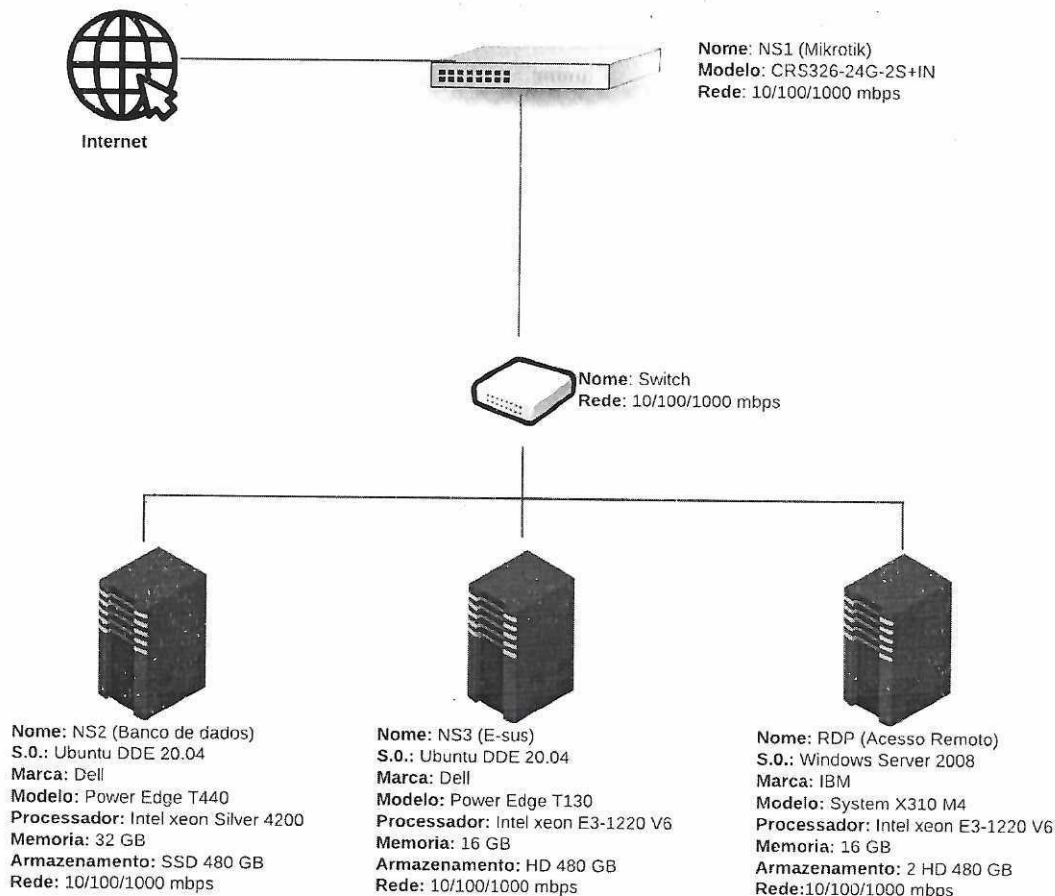 Nome: NS1 (Mikrotik)
Modelo: CRS326-24G-2S+IN
Rede: 10/100/1000 mbps
Internet
Nome: Switch
Rede: 10/100/1000 mbps
Nome: NS2 (Banco de dados)
S.0.: Ubuntu DDE 20.04
Marca: Dell
Modelo: Power Edge T440
Processador: Intel xeon Silver 4200
Memoria: 32 GB
Armazenamento: SSD 480 GB
Rede: 10/100/1000 mbps
Nome: NS3 (E-sus)
S.0.: Ubuntu DDE 20.04
Marca: Dell
Modelo: Power Edge T130
Processador: Intel xeon E3-1220 V6
Memoria: 16 GB
Armazenamento: HD 480 GB
Rede: 10/100/1000 mbps
Nome: RDP (Acesso Remoto)
S.0.: Windows Server 2008
Marca: IBM
Modelo: System X310 M4
Processador: Intel xeon E3-1220 V6
Memoria: 16 GB
Armazenamento: 2 HD 480 GB
Rede:10/100/1000 mbps